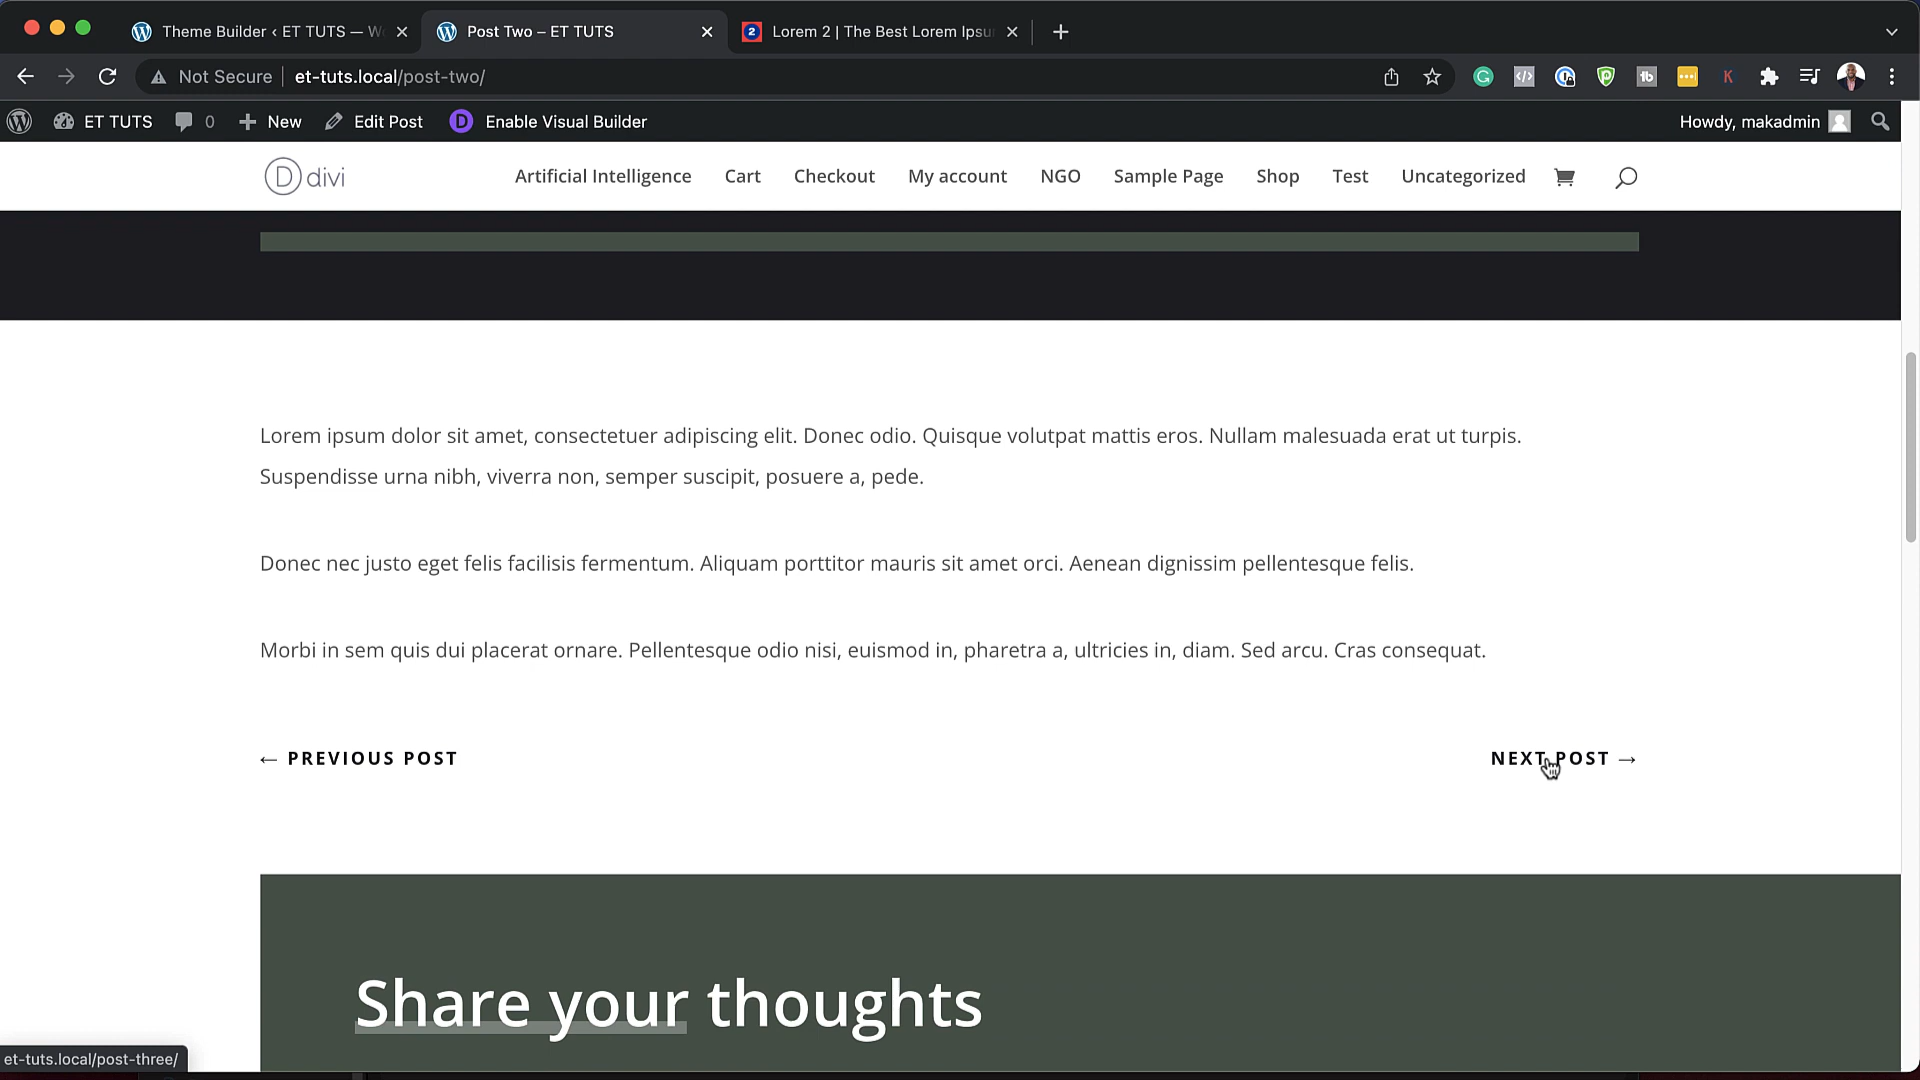 Theme Builder ‹ ET TUTS — W
Post Two – ET TUTS
2
Lorem 2 | The Best Lorem Ipsu
Not Secure
et-tuts.local/post-two/
ET TUTS
0
New
Edit Post
D
Enable Visual Builder
Howdy, makadmin
D divi
Artificial Intelligence
Cart
Checkout
My account
NGO
Sample Page
Shop
Test
Uncategorized
Lorem ipsum dolor sit amet, consectetuer adipiscing elit. Donec odio. Quisque volutpat mattis eros. Nullam malesuada erat ut turpis.
Suspendisse urna nibh, viverra non, semper suscipit, posuere a, pede.
Donec nec justo eget felis facilisis fermentum. Aliquam porttitor mauris sit amet orci. Aenean dignissim pellentesque felis.
Morbi in sem quis dui placerat ornare. Pellentesque odio nisi, euismod in, pharetra a, ultricies in, diam. Sed arcu. Cras consequat.
← PREVIOUS POST
NEXT POST →
Share your thoughts
et-tuts.local/post-three/